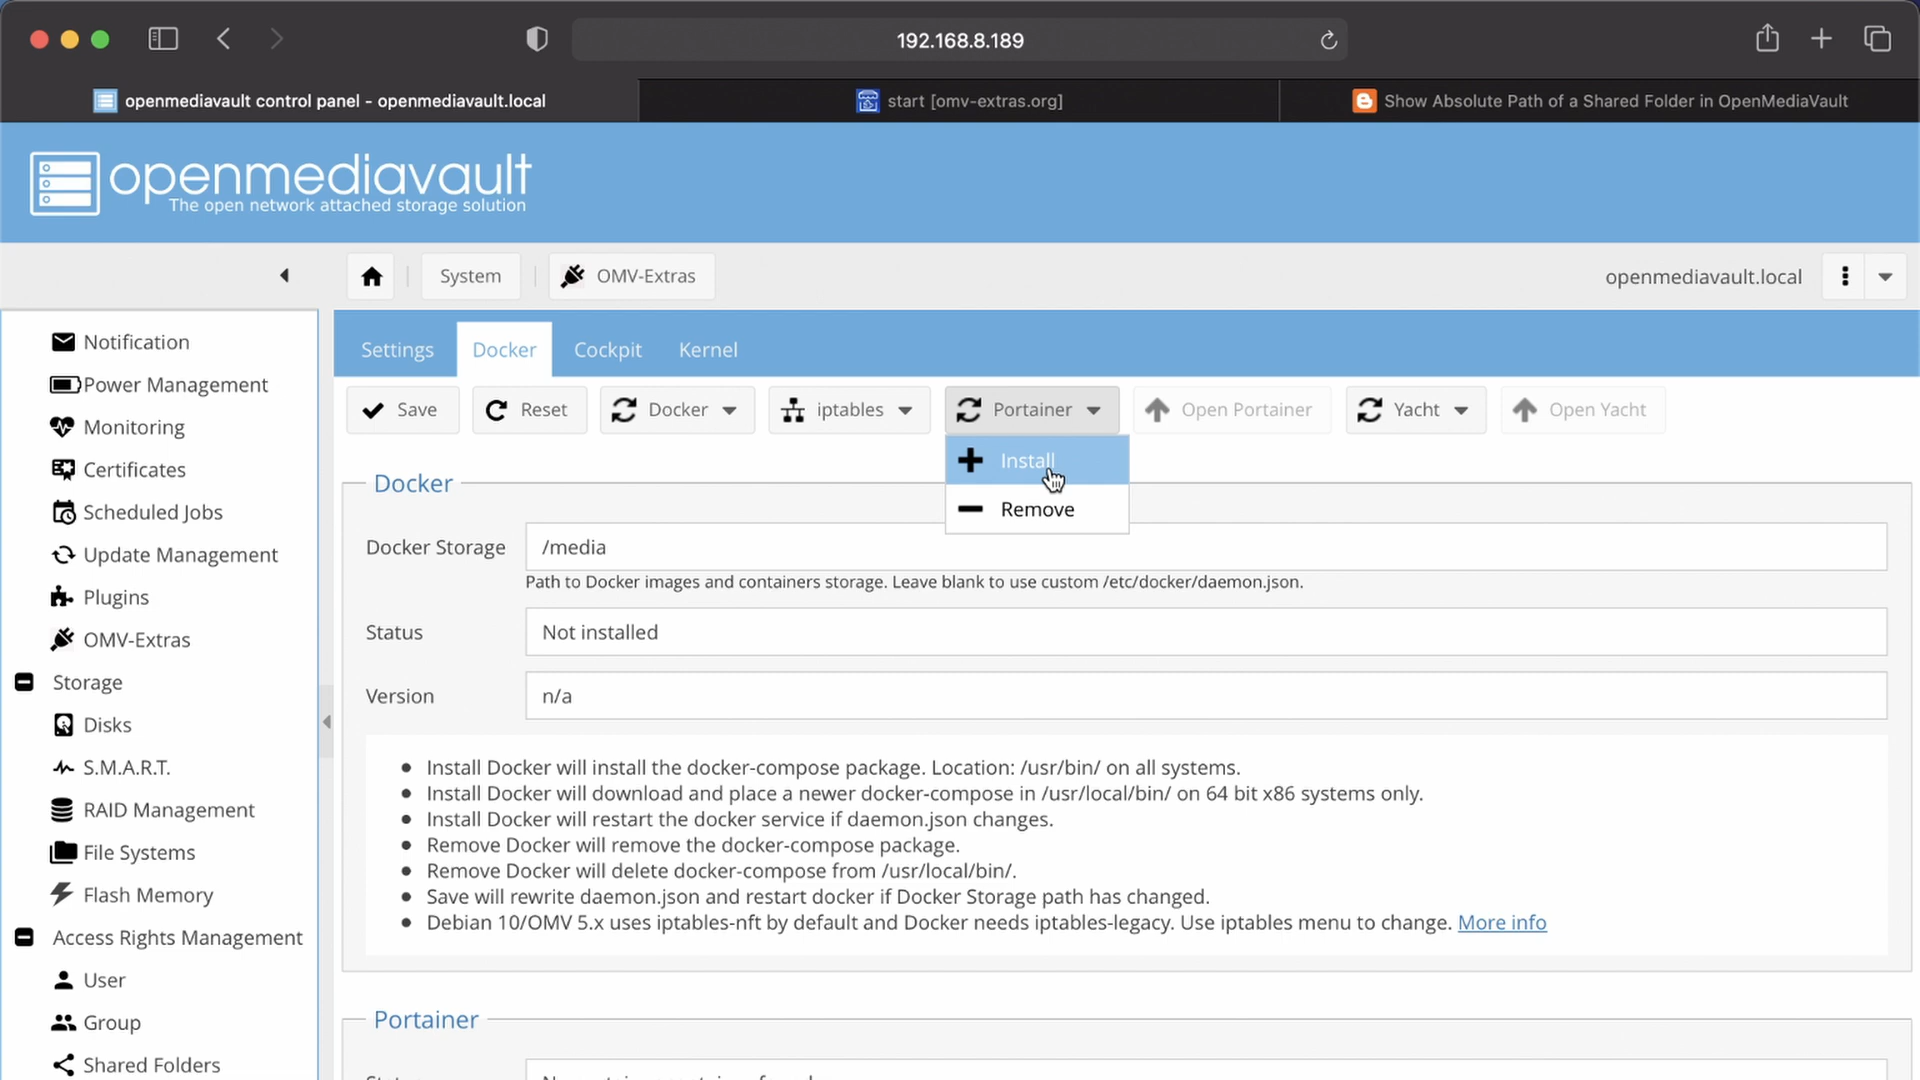 192.168.8.189
openmediavault control panel - openmediavault.local
start [omv-extras.org]
Show Absolute Path of a Shared Folder in OpenMediaVault
openmediavault
The open network attached storage solution
System
OMV-Extras
openmediavault.local
Notification
Power Management
Monitoring
Certificates
Scheduled Jobs
Update Management
Plugins
OMV-Extras
Storage
Disks
S.M.A.R.T.
RAID Management
File Systems
Flash Memory
Access Rights Management
User
Group
Shared Folders
Settings
Docker
Cockpit
Kernel
Save
Reset
Docker
iptables
Portainer
Open Portainer
Yacht
Open Yacht
Install
Remove
Docker
Docker Storage
/media
Path to Docker images and containers storage. Leave blank to use custom /etc/docker/daemon.json.
Status
Not installed
Version
n/a
Install Docker will install the docker-compose package. Location: /usr/bin/ on all systems.
Install Docker will download and place a newer docker-compose in /usr/local/bin/ on 64 bit x86 systems only.
Install Docker will restart the docker service if daemon.json changes.
Remove Docker will remove the docker-compose package.
Remove Docker will delete docker-compose from /usr/local/bin/.
Save will rewrite daemon.json and restart docker if Docker Storage path has changed.
Debian 10/OMV 5.x uses iptables-nft by default and Docker needs iptables-legacy. Use iptables menu to change. More info
Portainer